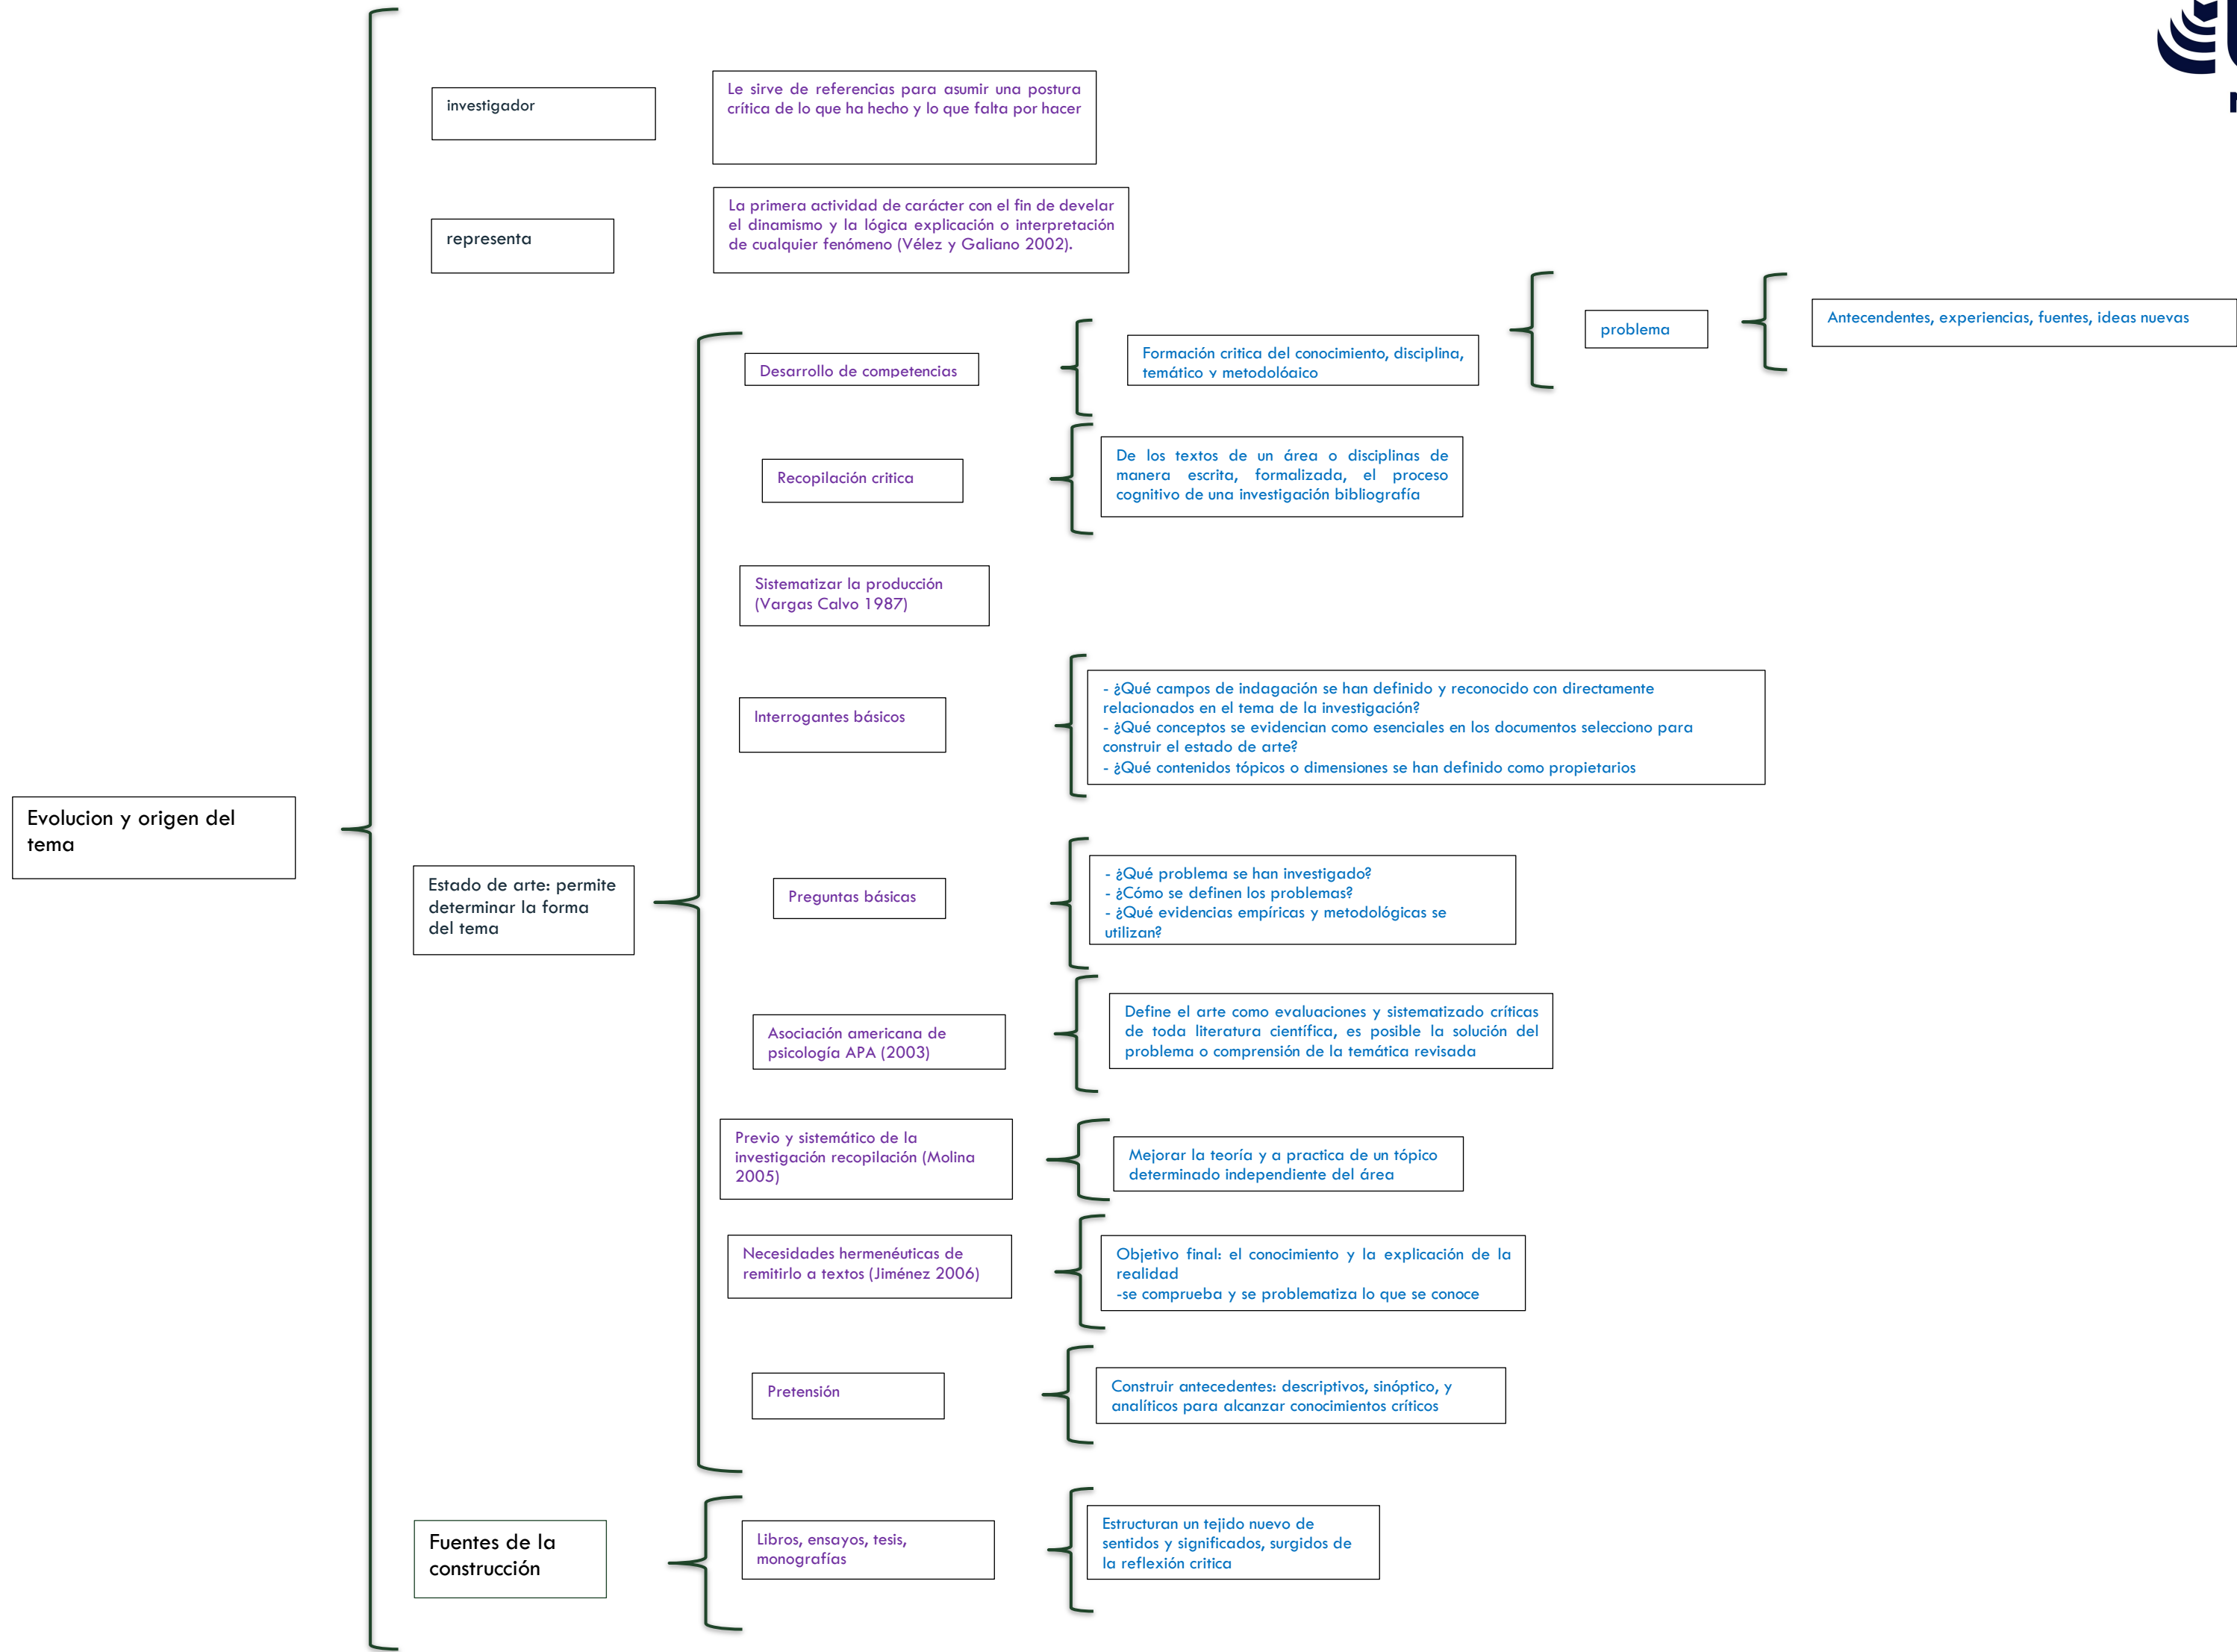 investigador
Le sirve de referencias para asumir una postura
crítica de lo que ha hecho y lo que falta por hacer
representa
La primera actividad de carácter con el fin de develar
el dinamismo y la lógica explicación o interpretación
de cualquier fenómeno (Vélez y Galiano 2002).
Desarrollo de competencias
Formación critica del conocimiento, disciplina,
temático y metodológico
problema
Antecendentes, experiencias, fuentes, ideas nuevas
Recopilación critica
De los textos de un área o disciplinas de
manera escrita, formalizada, el proceso
cognitivo de una investigación bibliografía
Sistematizar la producción
(Vargas Calvo 1987)
Interrogantes básicos
- ¿Qué campos de indagación se han definido y reconocido con directamente
relacionados en el tema de la investigación?
- ¿Qué conceptos se evidencian como esenciales en los documentos selecciono para
construir el estado de arte?
- ¿Qué contenidos tópicos o dimensiones se han definido como propietarios
Evolucion y origen del
tema
Estado de arte: permite
determinar la forma
del tema
Preguntas básicas
- ¿Qué problema se han investigado?
- ¿Cómo se definen los problemas?
- ¿Qué evidencias empíricas y metodológicas se
utilizan?
Asociación americana de
psicología APA (2003)
Define el arte como evaluaciones y sistematizado críticas
de toda literatura científica, es posible la solución del
problema o comprensión de la temática revisada
Previo y sistemático de la
investigación recopilación (Molina
2005)
Mejorar la teoría y a practica de un tópico
determinado independiente del área
Necesidades hermenéuticas de
remitirlo a textos (Jiménez 2006)
Objetivo final: el conocimiento y la explicación de la
realidad
-se comprueba y se problematiza lo que se conoce
Pretensión
Construir antecedentes: descriptivos, sinóptico, y
analíticos para alcanzar conocimientos críticos
Fuentes de la
construcción
Libros, ensayos, tesis,
monografías
Estructuran un tejido nuevo de
sentidos y significados, surgidos de
la reflexión critica